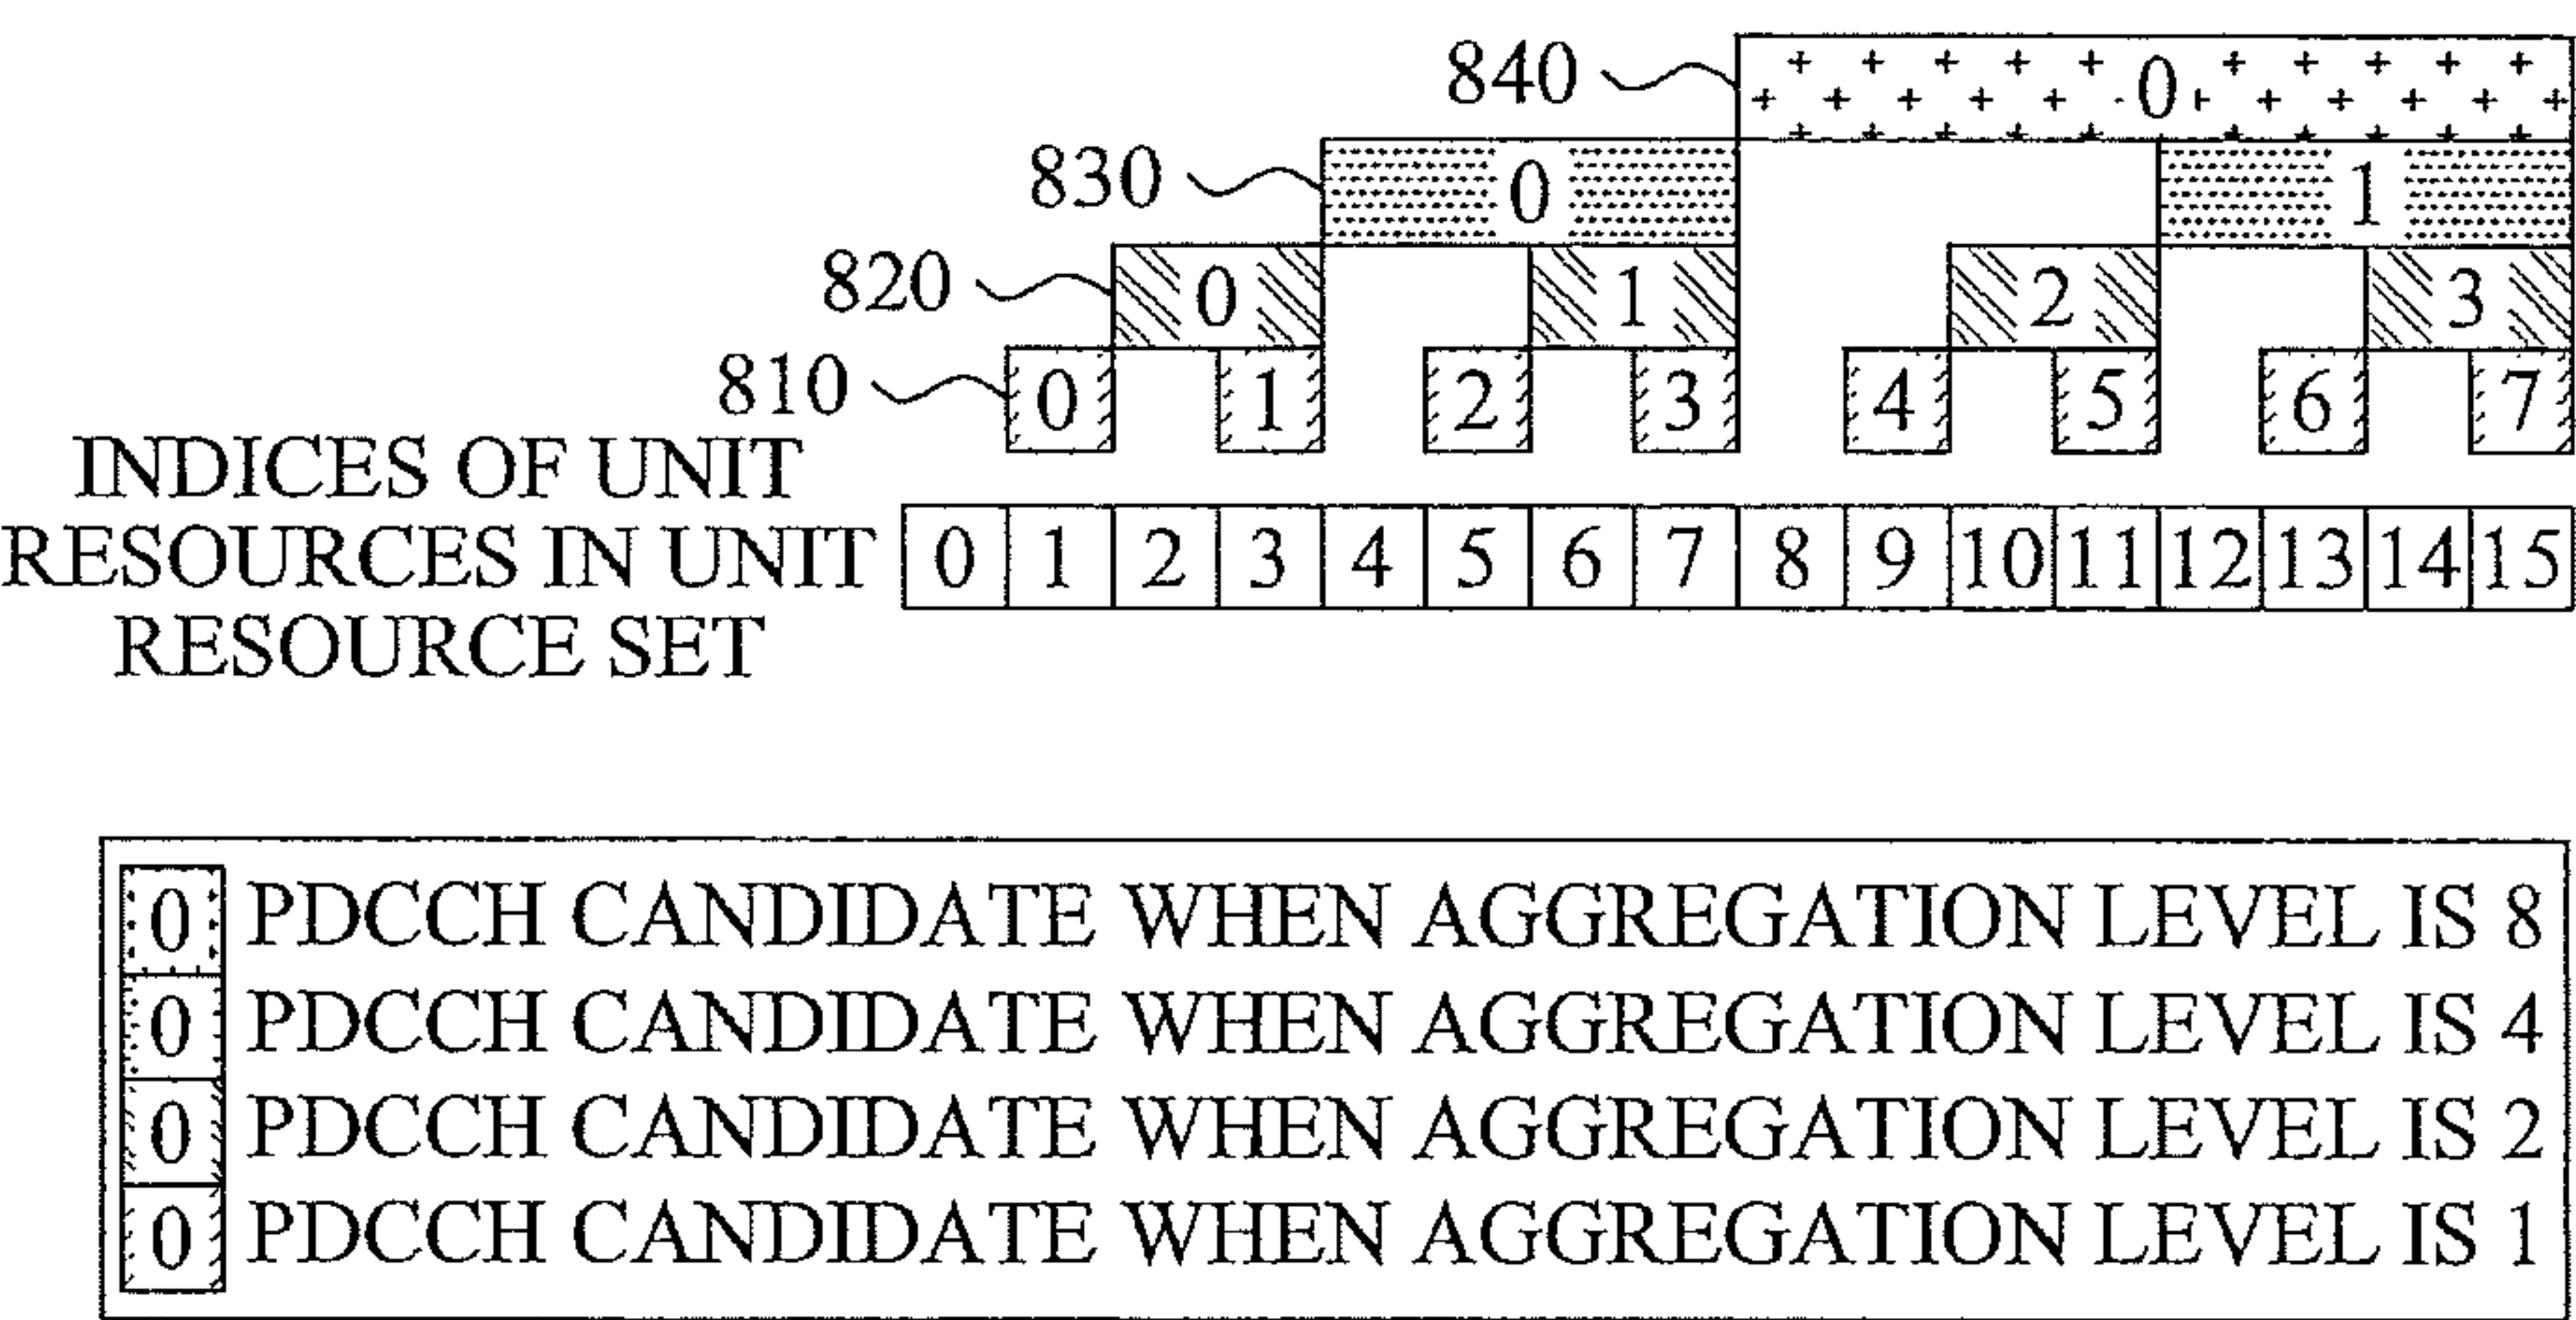 840 0
830 0 1
820 0 1 2 3
810 0 1 2 3 4 5 6 7
INDICES OF UNIT
RESOURCES IN UNIT
RESOURCE SET
0 1 2 3 4 5 6 7 8 9 10 11 12 13 14 15
0 PDCCH CANDIDATE WHEN AGGREGATION LEVEL IS 8
0 PDCCH CANDIDATE WHEN AGGREGATION LEVEL IS 4
0 PDCCH CANDIDATE WHEN AGGREGATION LEVEL IS 2
0 PDCCH CANDIDATE WHEN AGGREGATION LEVEL IS 1